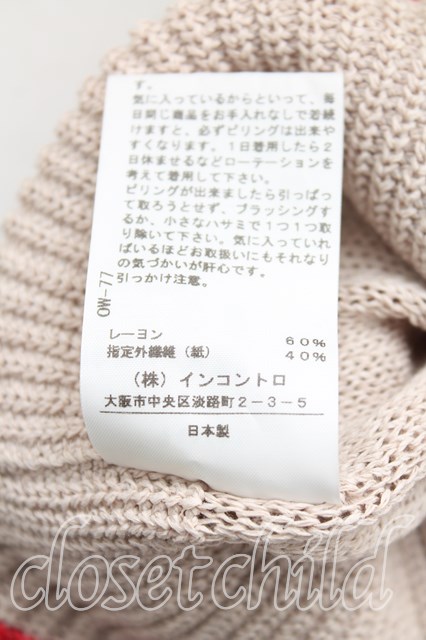 す。
気に入っているからといって、毎
日同じ商品をお手入れなしで着続
けますと、必ずピリングは出来や
すくなります。1日着用したら2
日休ませるなどローテーションを
考えて着用して下さい。
ピリングが出来ましたら引っぱっ
て取ろうとせず、ブラッシングす
るか、小さなハサミで1つ1つ取
り除いて下さい。気に入っていれ
ばいるほどお取扱いにもそれなり
の気づかいが肝心です。
引っかけ注意。
OW-77
レーヨン 60%
指定外繊維(紙) 40%
(株)インコントロ
大阪市中央区淡路町2-3-5
日本製
closetchild